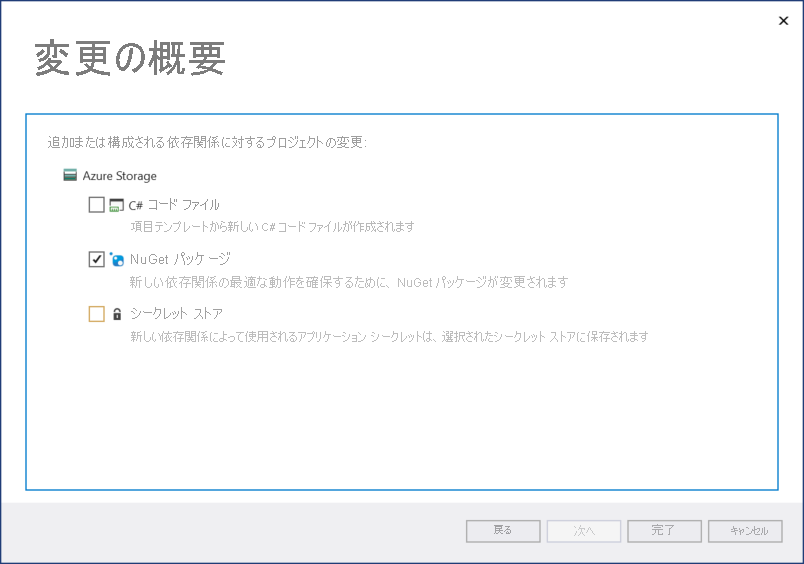 変更の概要
追加または構成される依存関係に対するプロジェクトの変更:
Azure Storage
C# コード ファイル
項目テンプレートから新しい C# コード ファイルが作成されます
NuGet パッケージ
新しい依存関係の最適な動作を確保するために、NuGet パッケージが変更されます
シークレット ストア
新しい依存関係によって使用されるアプリケーション シークレットは、選択されたシークレット ストアに保存されます
戻る
次へ
完了
キャンセル